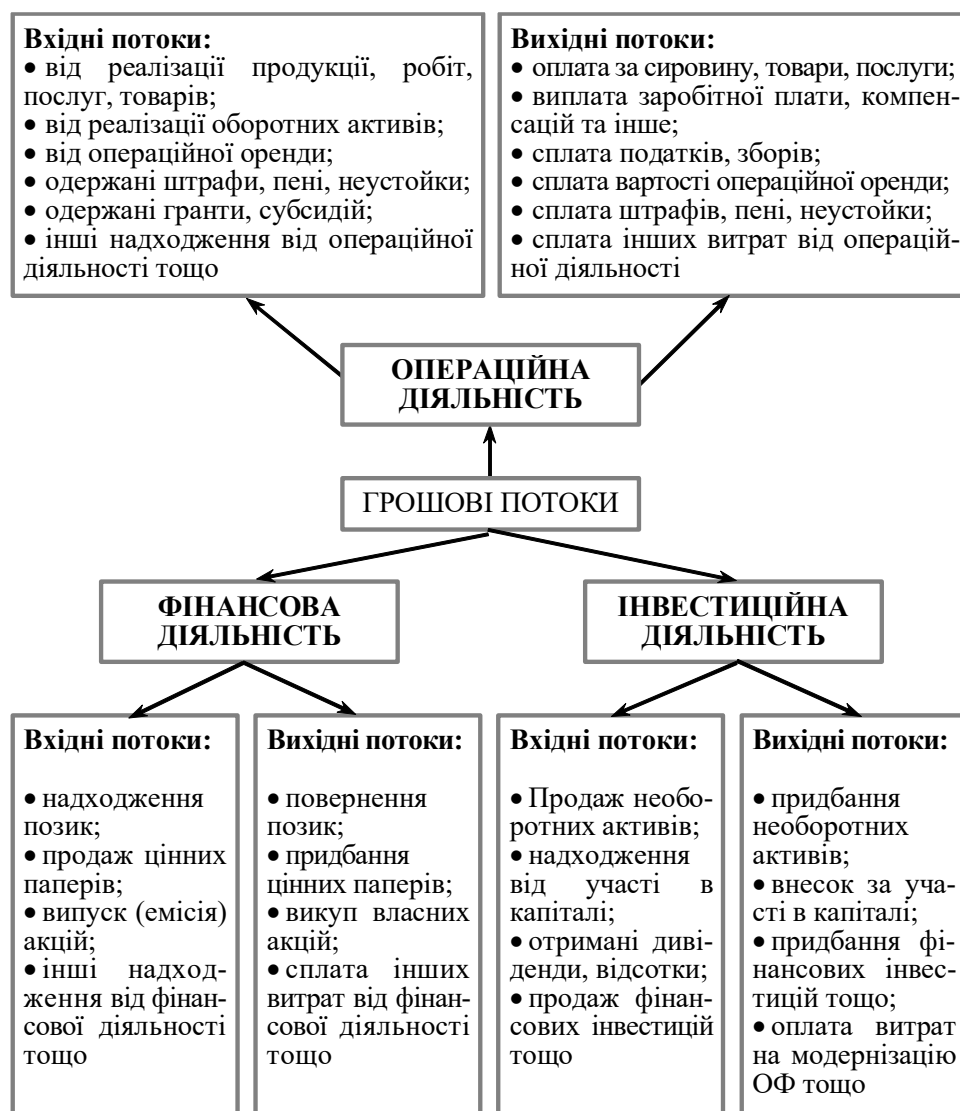 Вхідні потоки:
• від реалізації продукції, робіт,
послуг, товарів;
• від реалізації оборотних активів;
• від операційної оренди;
• одержані штрафи, пені, неустойки;
• одержані гранти, субсидій;
• інші надходження від операційної
діяльності тощо
Вихідні потоки:
• оплата за сировину, товари, послуги;
• виплата заробітної плати, компен-
сацій та інше;
• сплата податків, зборів;
• сплата вартості операційної оренди;
• сплата штрафів, пені, неустойки;
• сплата інших витрат від операцій-
ної діяльності
ОПЕРАЦІЙНА
ДІЯЛЬНІСТЬ
ГРОШОВІ ПОТОКИ
ФІНАНСОВА
ДІЯЛЬНІСТЬ
ІНВЕСТИЦІЙНА
ДІЯЛЬНІСТЬ
Вхідні потоки:
• надходження
позик;
• продаж цінних
паперів;
• випуск (емісія)
акцій;
• інші надход-
ження від фінан-
сової діяльності
тощо
Вихідні потоки:
• повернення
позик;
• придбання
цінних паперів;
• викуп власних
акцій;
• сплата інших
витрат від фінан-
сової діяльності
тощо
Вхідні потоки:
• Продаж необо-
ротних активів;
• надходження
від участі в
капіталі;
• отримані диві-
денди, відсотки;
• продаж фінан-
сових інвестицій
тощо
Вихідні потоки:
• придбання
необоротних
активів;
• внесок за уча-
сті в капіталі;
• придбання фі-
нансових інвес-
тицій тощо;
• оплата витрат
на модернізацію
ОФ тощо